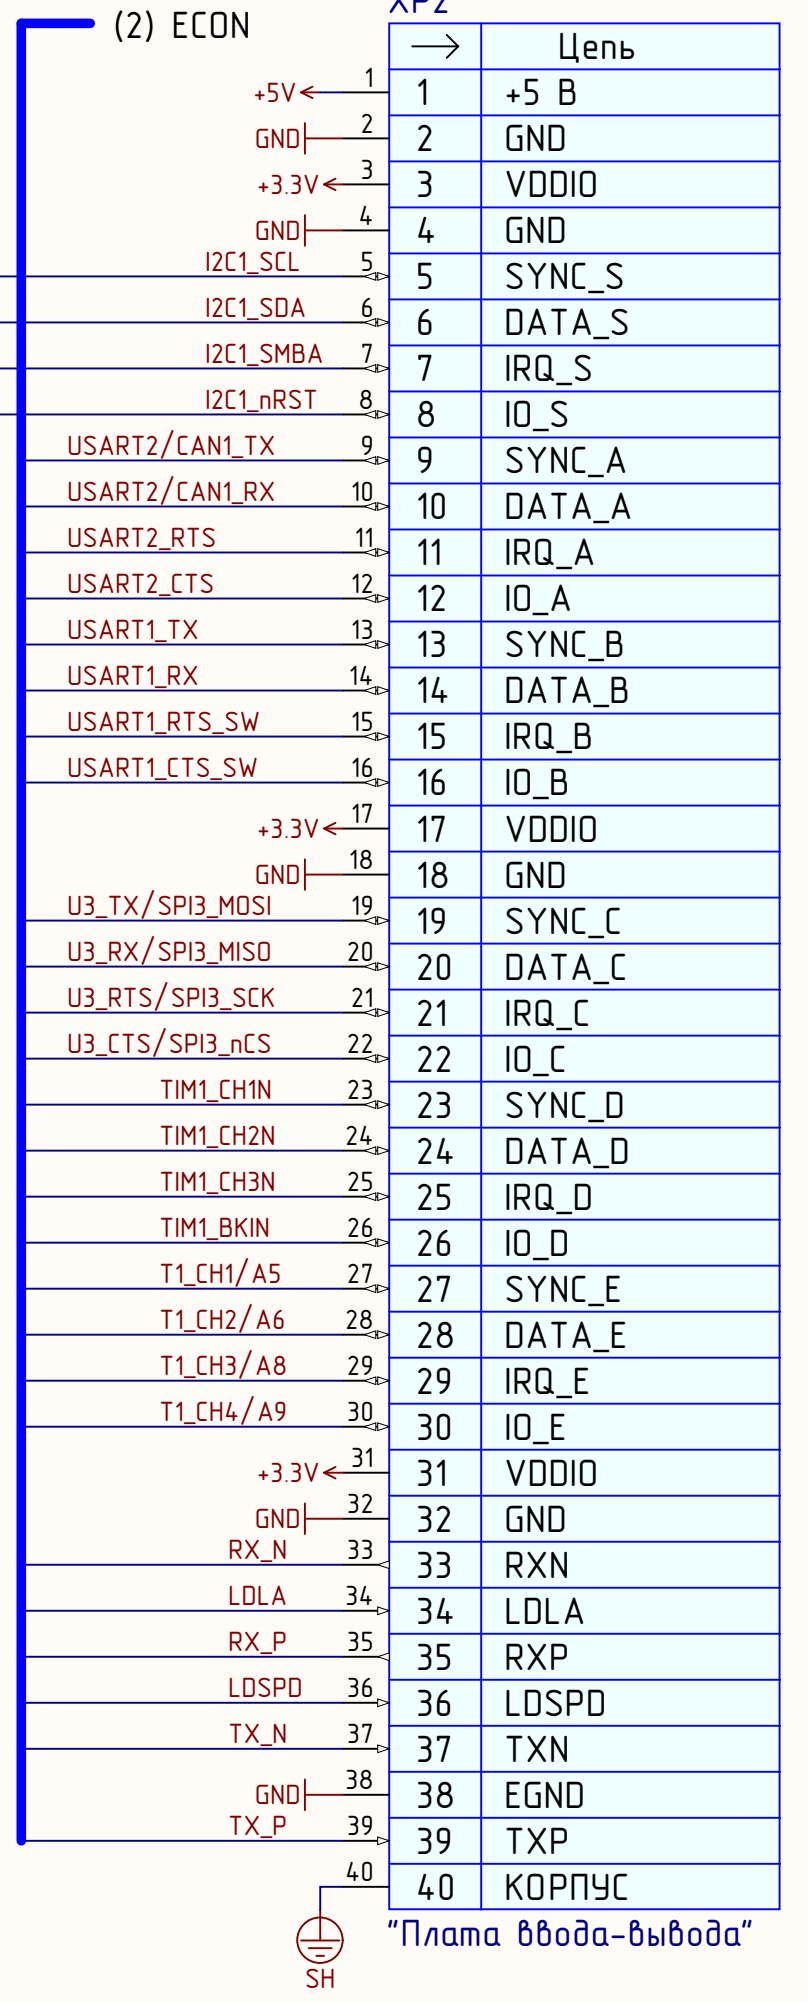 XP2
(2) ECON
→ Цепь
+5V 1 1 +5 В
GND 2 2 GND
+3.3V 3 3 VDDIO
GND 4 4 GND
I2C1_SCL 5 5 SYNC_S
I2C1_SDA 6 6 DATA_S
I2C1_SMBA 7 7 IRQ_S
I2C1_nRST 8 8 IO_S
USART2/CAN1_TX 9 9 SYNC_A
USART2/CAN1_RX 10 10 DATA_A
USART2_RTS 11 11 IRQ_A
USART2_CTS 12 12 IO_A
USART1_TX 13 13 SYNC_B
USART1_RX 14 14 DATA_B
USART1_RTS_SW 15 15 IRQ_B
USART1_CTS_SW 16 16 IO_B
+3.3V 17 17 VDDIO
GND 18 18 GND
U3_TX/SPI3_MOSI 19 19 SYNC_C
U3_RX/SPI3_MISO 20 20 DATA_C
U3_RTS/SPI3_SCK 21 21 IRQ_C
U3_CTS/SPI3_nCS 22 22 IO_C
TIM1_CH1N 23 23 SYNC_D
TIM1_CH2N 24 24 DATA_D
TIM1_CH3N 25 25 IRQ_D
TIM1_BKIN 26 26 IO_D
T1_CH1/A5 27 27 SYNC_E
T1_CH2/A6 28 28 DATA_E
T1_CH3/A8 29 29 IRQ_E
T1_CH4/A9 30 30 IO_E
+3.3V 31 31 VDDIO
GND 32 32 GND
RX_N 33 33 RXN
LDLA 34 34 LDLA
RX_P 35 35 RXP
LDSPD 36 36 LDSPD
TX_N 37 37 TXN
GND 38 38 EGND
TX_P 39 39 TXP
40 40 КОРПУС
"Плата ввода-вывода"
SH